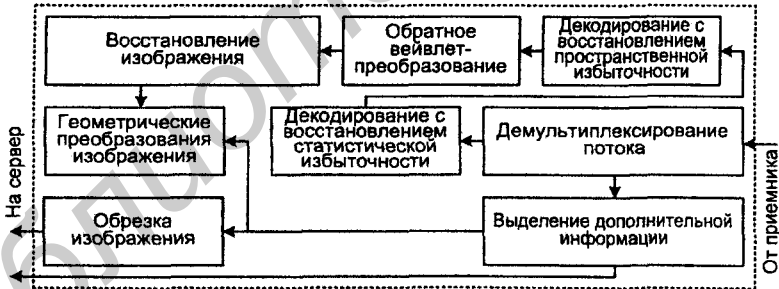 Восстановление
изображения
Обратное
вейвлет-
преобразование
Декодирование с
восстановлением
пространственной
избыточности
Геометрические
преобразования
изображения
Декодирование с
восстановлением
статистической
избыточности
Демультиплексирование
потока
Обрезка
изображения
Выделение дополнительной
информации
На сервер
От приемника